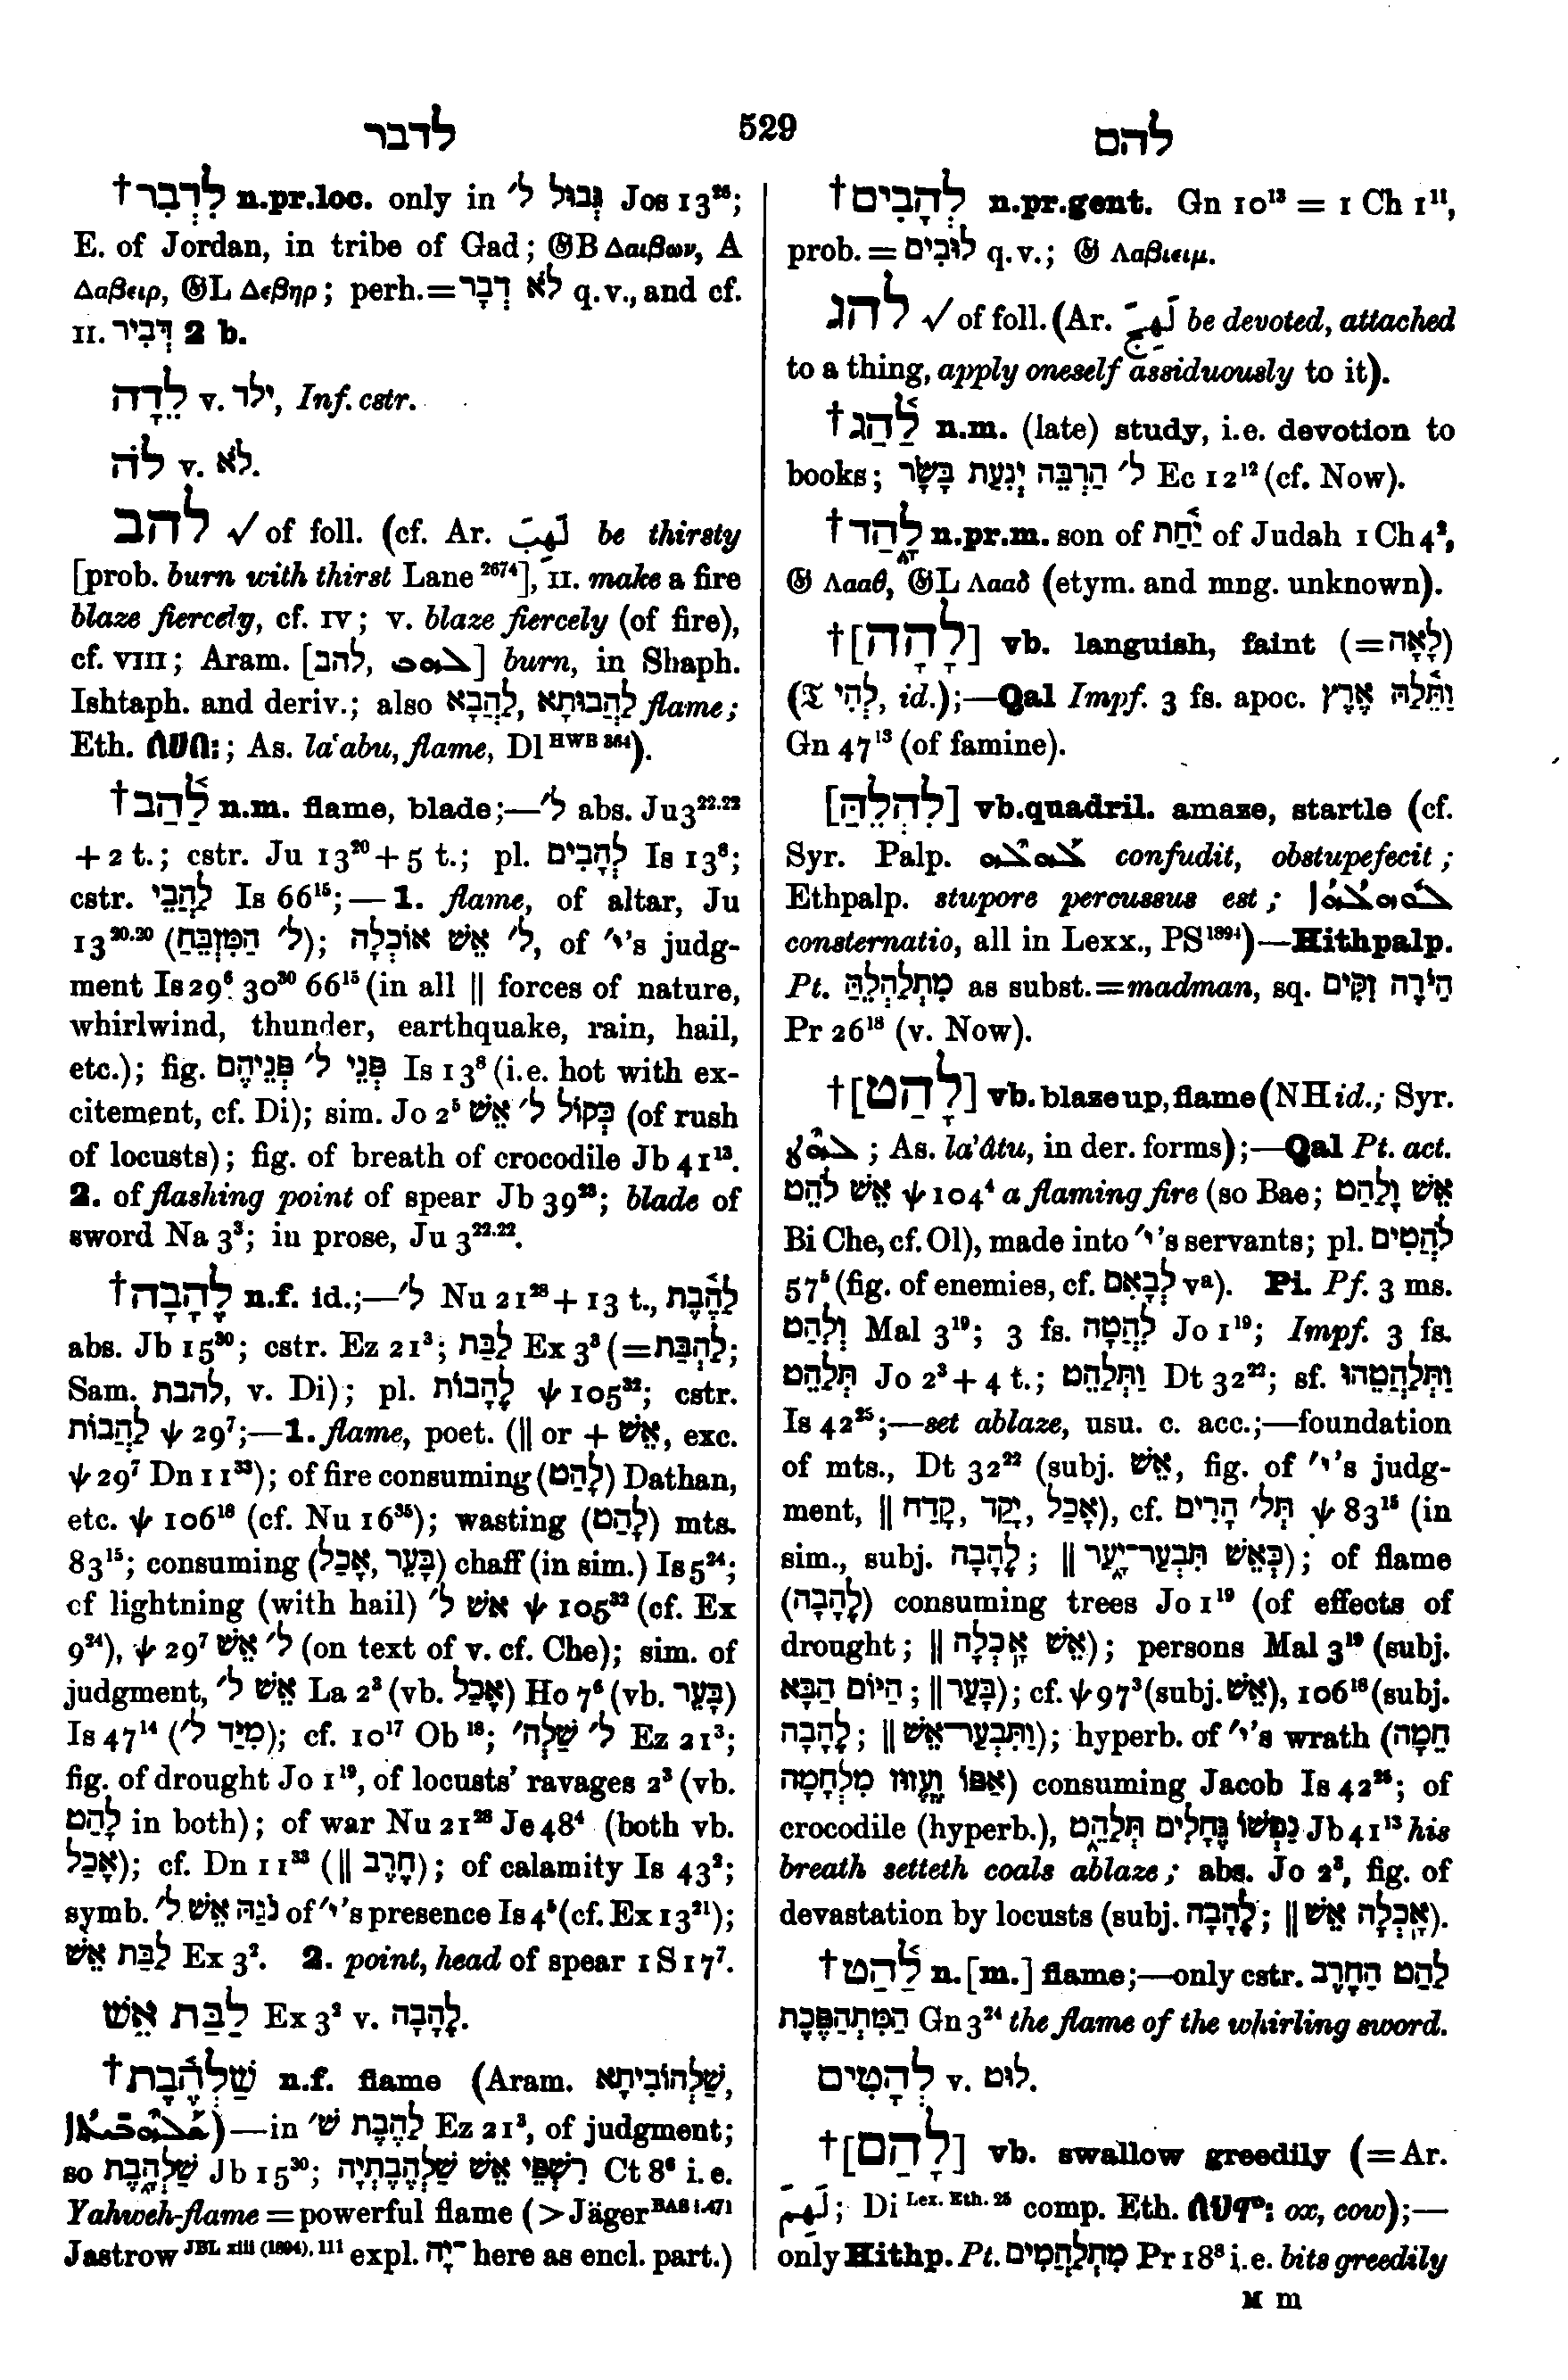 לדבר
529
להם
†לִדְבִר n.pr.loc. only in גְּבוּל ל׳ Jos 13²⁶;
E. of Jordan, in tribe of Gad; 𝔊B Δαιβων, A
Δαβειρ, 𝔊L Δεβηρ; perh.=לֹא דְבָר q.v., and cf.
II. דְּבִיר 2 b.
לֵדָה v. ילד, Inf. cstr.
לֹה v. לֹא.
להב √ of foll. (cf. Ar. لَهِبَ be thirsty
[prob. burn with thirst Lane ²⁶⁷⁴], II. make a fire
blaze fiercely, cf. IV; V. blaze fiercely (of fire),
cf. VIII; Aram. [להב, ܠܗܒ] burn, in Shaph.
Ishtaph. and deriv.; also לַהֲבָא, לַהֲבוּתָא flame;
Eth. ላህብ፡; As. la'abu, flame, Dl ᴴᵂᴮ ³⁶⁴).
†לַ֫הַב n.m. flame, blade;—ל׳ abs. Ju 3²²·²²
+ 2 t.; cstr. Ju 13²⁰ + 5 t.; pl. לְהָבִים Is 13⁸;
cstr. לַהֲבֵי Is 66¹⁵;—1. flame, of altar, Ju
13²⁰·²⁰ (ל׳ הַמִּזְבֵּחַ); ל׳ אֵשׁ אוֹכֵלָה, of י׳'s judg-
ment Is 29⁶ 30³⁰ 66¹⁵ (in all || forces of nature,
whirlwind, thunder, earthquake, rain, hail,
etc.); fig. פְּנֵי ל׳ פְּנֵיהֶם Is 13⁸ (i.e. hot with ex-
citement, cf. Di); sim. Jo 2⁵ כְּקוֹל ל׳ אֵשׁ (of rush
of locusts); fig. of breath of crocodile Jb 41¹³.
2. of flashing point of spear Jb 39²³; blade of
sword Na 3³; in prose, Ju 3²²·²².
†לֶהָבָה n.f. id.;—ל׳ Nu 21²⁸ + 13 t., לַהֶ֫בֶת
abs. Jb 15³⁰; cstr. Ez 21³; לַבַּת Ex 3² (=לַהְבַּת;
Sam. להבת, v. Di); pl. לֶהָבוֹת ψ 105³²; cstr.
לַהֲבוֹת ψ 29⁷;—1. flame, poet. (|| or + אֵשׁ, exc.
ψ 29⁷ Dn 11³³); of fire consuming (לָהַט) Dathan,
etc. ψ 106¹⁸ (cf. Nu 16³⁵); wasting (לָהַט) mts.
83¹⁵; consuming (בָּעַר, אָכַל) chaff (in sim.) Is 5²⁴;
of lightning (with hail) אשׁ ל׳ ψ 105³² (cf. Ex
9²⁴), ψ 29⁷ ל׳ אֵשׁ (on text of v. cf. Che); sim. of
judgment, אֵשׁ ל׳ La 2³ (vb. אָכַל) Ho 7⁶ (vb. בָּעַר)
Is 47¹⁴ (מִיַּד ל׳); cf. 10¹⁷ Ob ¹⁸; ל׳ שַׁלְה׳ Ez 21³;
fig. of drought Jo 1¹⁹, of locusts' ravages 2³ (vb.
לָהַט in both); of war Nu 21²⁸ Je 48⁴ (both vb.
אָכַל); cf. Dn 11³³ (|| חֶרֶב); of calamity Is 43²;
symb. נֹגַהּ אֵשׁ ל׳ of י׳'s presence Is 4⁵ (cf. Ex 13²¹);
לַבַּת אֵשׁ Ex 3². 2. point, head of spear 1 S 17⁷.
לַבַּת אֵשׁ Ex 3² v. לֶהָבָה.
†שַׁלְהֶ֫בֶת n.f. flame (Aram. שַׁלְהוֹבִיתָא,
ܫܰܠܗܶܒܺܝܬܳܐ)—in לַהֶבֶת שׁ׳ Ez 21³, of judgment;
so שַׁלְהָ֑בֶת Jb 15³⁰; רִשְׁפֵּי אֵשׁ שַׁלְהֶבֶתְיָה Ct 8⁶ i.e.
Yahweh-flame = powerful flame (> Jäger ᴮᴬˢ ⁱ·⁴⁷¹
Jastrow ᴶᴮᴸ ˣⁱⁱⁱ ⁽¹⁸⁹⁴⁾, ¹¹¹ expl. יָה־ here as encl. part.)
†לְהָבִים n.pr.gent. Gn 10¹³ = 1 Ch 1¹¹,
prob. = לוּבִים q.v.; 𝔊 Λαβιειμ.
להג √ of foll. (Ar. لَهِجَ be devoted, attached
to a thing, apply oneself assiduously to it).
†לַ֫הַג n.m. (late) study, i.e. devotion to
books; ל׳ הַרְבֵּה יְגִעַת בָּשָׂר Ec 12¹² (cf. Now).
†לָ֑הַד n.pr.m. son of יַ֫חַת of Judah 1 Ch 4²,
𝔊 Λααθ, 𝔊L Λααδ (etym. and mng. unknown).
†[לָהָה] vb. languish, faint (=לָאָה)
(𝔗 לְהִי, id.);—Qal Impf. 3 fs. apoc. וַתֵּ֫לַהּ אֶרֶץ
Gn 47¹³ (of famine).
[לִהְלֵהַּ] vb.quadril. amaze, startle (cf.
Syr. Palp. ܠܰܗܠܰܗ confudit, obstupefecit;
Ethpalp. stupore percussus est;
consternatio, all in Lexx., PS¹⁸⁹⁴)—Hithpalp.
Pt. מִתְלַהְלֵהַּ as subst.=madman, sq. הַיֹּרֶה זִקִּים
Pr 26¹⁸ (v. Now).
†[לָהַט] vb. blaze up, flame (NH id.; Syr.
ܠܗܛ; As. la'âtu, in der. forms);—Qal Pt. act.
אֵשׁ לֹהֵט ψ 104⁴ a flaming fire (so Bae; אֵשׁ וָלַהַט
Bi Che, cf. Ol), made into י׳'s servants; pl. לֹהֲטִים
57⁵ (fig. of enemies, cf. לְבָאִם vᵃ). Pi. Pf. 3 ms.
וְלִהַט Mal 3¹⁹; 3 fs. לִהֲטָה Jo 1¹⁹; Impf. 3 fs.
תְּלַהֵט Jo 2³ + 4 t.; וַתְּלַהֵט Dt 32²²; sf. וַתְּלַהֲטֵהוּ
Is 42²⁵;—set ablaze, usu. c. acc.;—foundation
of mts., Dt 32²² (subj. אֵשׁ, fig. of י׳'s judg-
ment, || אָכַל, יָקַד, קָדַח), cf. תְּל׳ הָרִים ψ 83¹⁵ (in
sim., subj. לֶהָבָה; || כְּאֵשׁ תִּבְעַר־יָ֑עַר); of flame
(לֶהָבָה) consuming trees Jo 1¹⁹ (of effects of
drought; || אֵשׁ אָֽכְלָה); persons Mal 3¹⁹ (subj.
הַיּוֹם הַבָּא; || בָּעַר); cf. ψ 97³ (subj. אֵשׁ), 106¹⁸ (subj.
לֶהָבָה; || וַתִּבְעַר־אֵשׁ); hyperb. of י׳'s wrath (חֵמָה
אַפּוֹ וֶעֱזוּז מִלְחָמָה) consuming Jacob Is 42²⁵; of
crocodile (hyperb.), נַפְשׁוֹ גֶּחָלִים תְּלַהֵ֑ט Jb 41¹³ his
breath setteth coals ablaze; abs. Jo 2³, fig. of
devastation by locusts (subj. לֶהָבָה; || אָֽכְלָה אֵשׁ).
†לַ֫הַט n.[m.] flame;—only cstr. לַהַט הַחֶרֶב
הַמִּתְהַפֶּכֶת Gn 3²⁴ the flame of the whirling sword.
לְהָטִים v. לוּט.
†[לָהַם] vb. swallow greedily (=Ar.
لَهِمَ; Di ᴸᵉˣ· ᴱᵗʰ· ²⁵ comp. Eth. ላህም፡ ox, cow);—
only Hithp. Pt. מִתְלַהֲמִים Pr 18⁸ i.e. bits greedily
M m